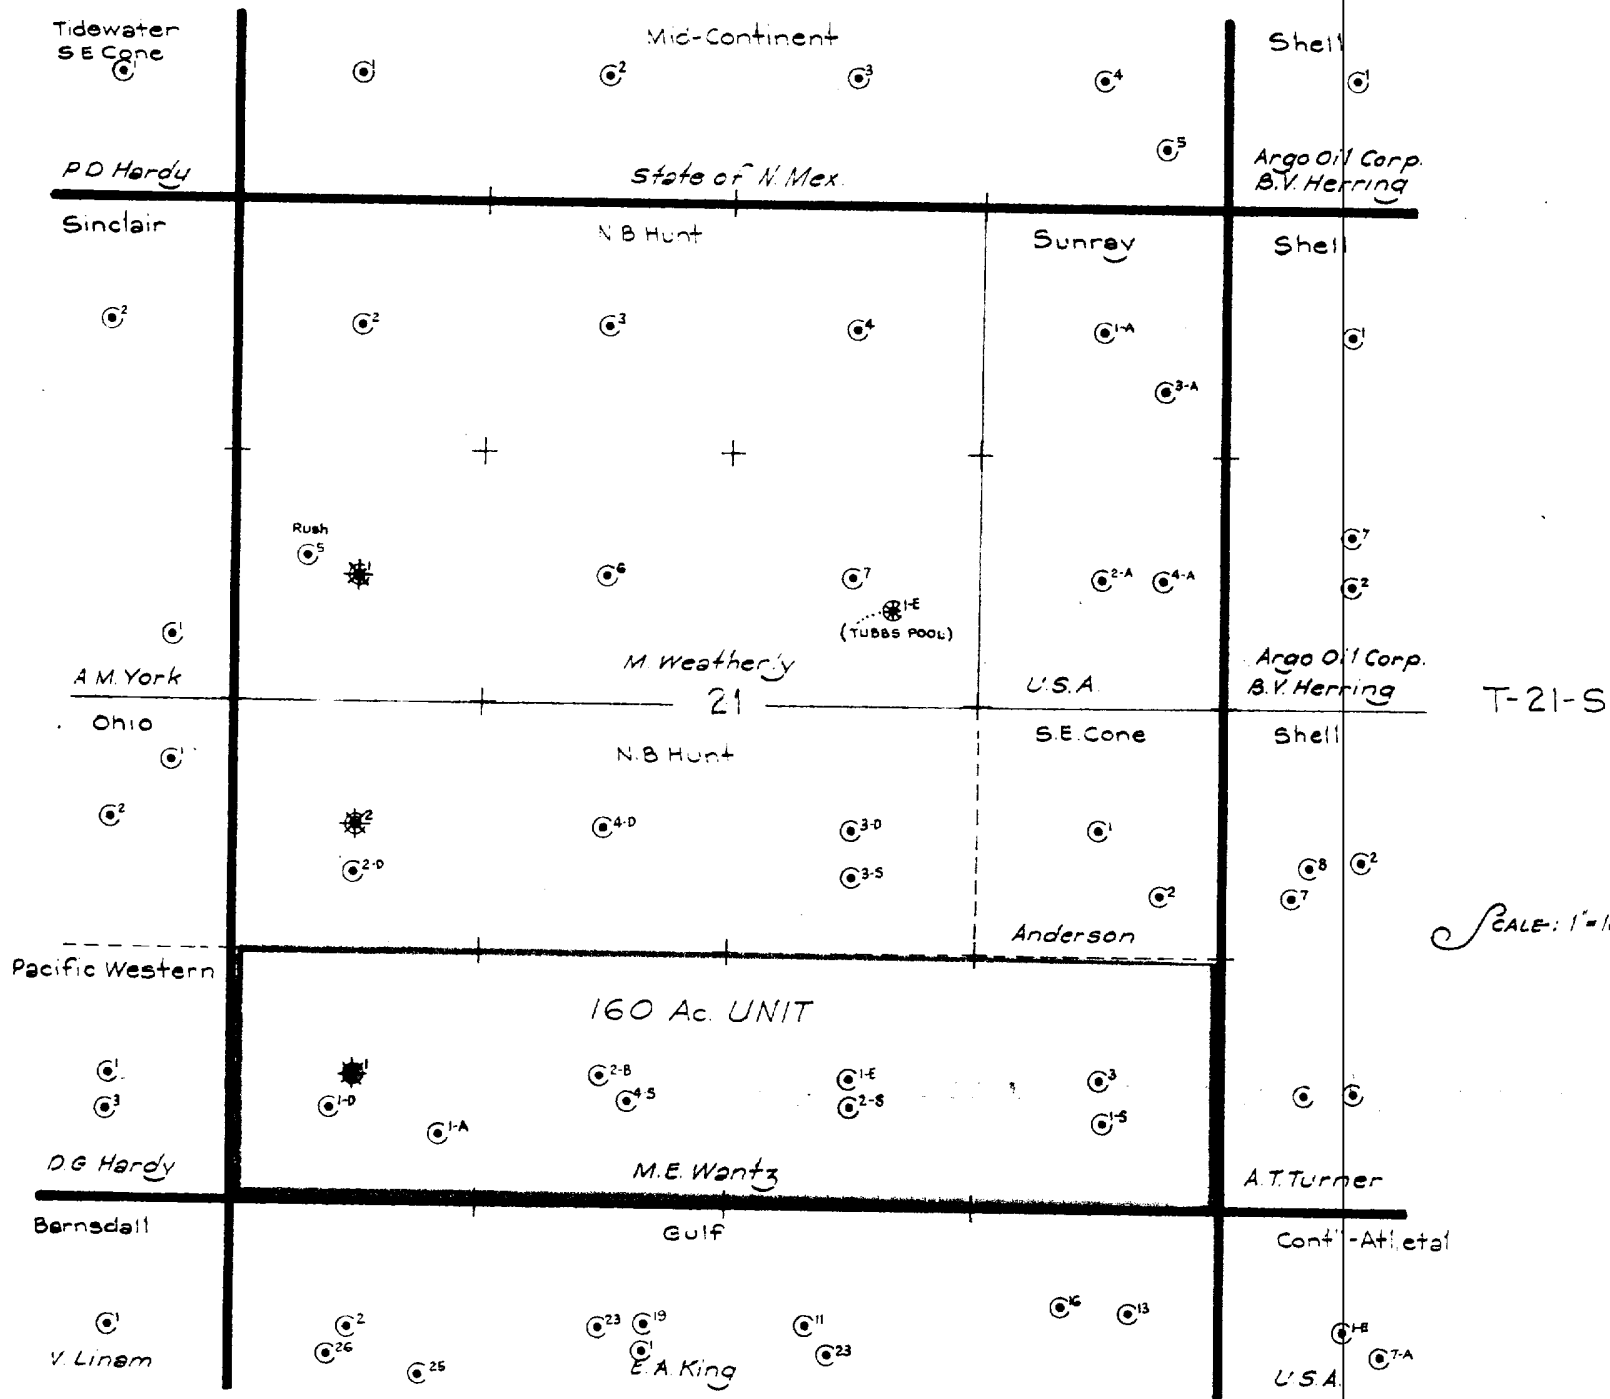 Tidewater
S E Cone
Mid-Continent
Shell
1
1
2
3
4
1
5
P D Hardy
State of N. Mex.
Argo Oil Corp.
B.V. Herring
Sinclair
N B Hunt
Sunray
Shell
2
2
3
4
1-A
1
3-A
Rush
5
1
6
7
2-A
4-A
7
2
1-E
(TUBBS POOL)
1
A M. York
M. Weatherly
U.S.A.
Argo Oil Corp.
B.V. Herring
21
T-21-S
Ohio
N.B Hunt
S.E. Cone
Shell
1
2
2
4-D
3-D
1
2-D
3-S
2
8
2
7
Anderson
SCALE: 1"=1
Pacific Western
160 Ac. UNIT
1
1
2-B
1-E
3
3
1-D
4-S
2-S
1-S
1-A
D.G Hardy
M.E. Wantz
A.T. Turner
Barnsdall
Gulf
Cont'-Atl.etal
1
2
23
19
11
16
13
1-B
26
1
23
25
7-A
V. Linam
E.A. King
U.S.A.